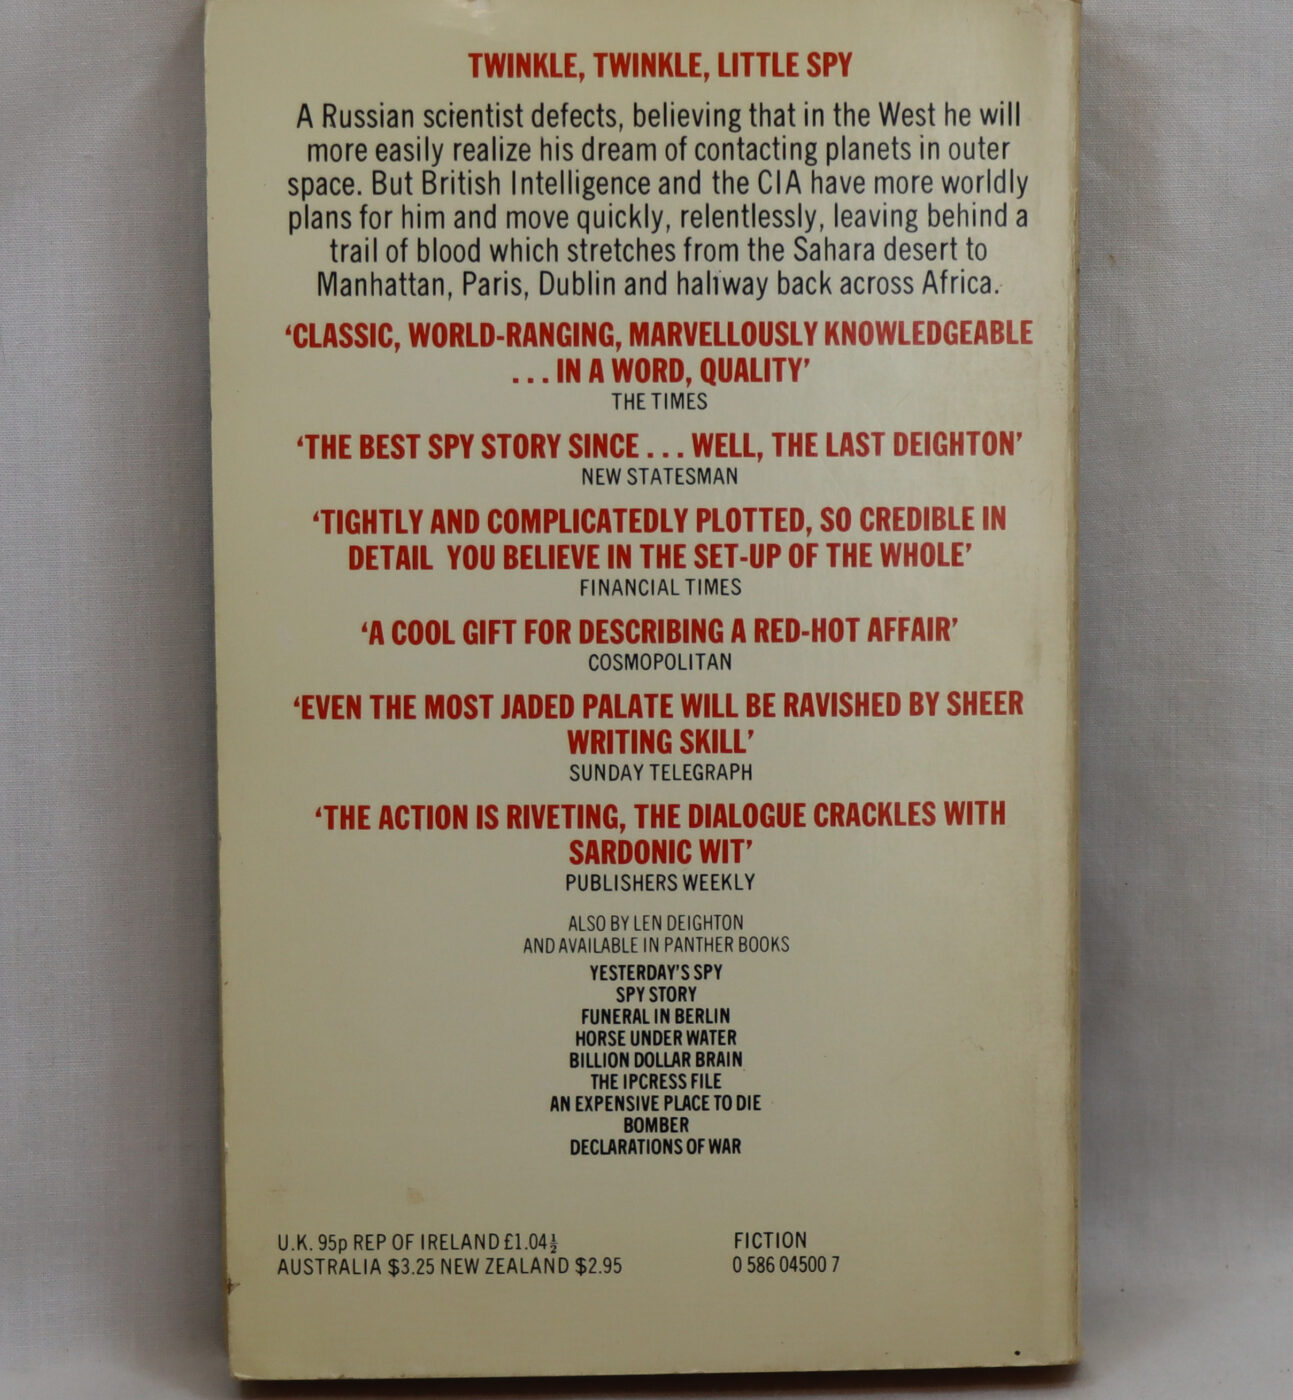 TWINKLE, TWINKLE, LITTLE SPY
A Russian scientist defects, believing that in the West he will
more easily realize his dream of contacting planets in outer
space. But British Intelligence and the CIA have more worldly
plans for him and move quickly, relentlessly, leaving behind a
trail of blood which stretches from the Sahara desert to
Manhattan, Paris, Dublin and halfway back across Africa.
‘CLASSIC, WORLD-RANGING, MARVELLOUSLY KNOWLEDGEABLE
... IN A WORD, QUALITY’
THE TIMES
‘THE BEST SPY STORY SINCE ... WELL, THE LAST DEIGHTON’
NEW STATESMAN
‘TIGHTLY AND COMPLICATEDLY PLOTTED, SO CREDIBLE IN
DETAIL YOU BELIEVE IN THE SET-UP OF THE WHOLE’
FINANCIAL TIMES
‘A COOL GIFT FOR DESCRIBING A RED-HOT AFFAIR’
COSMOPOLITAN
‘EVEN THE MOST JADED PALATE WILL BE RAVISHED BY SHEER
WRITING SKILL’
SUNDAY TELEGRAPH
‘THE ACTION IS RIVETING, THE DIALOGUE CRACKLES WITH
SARDONIC WIT’
PUBLISHERS WEEKLY
ALSO BY LEN DEIGHTON
AND AVAILABLE IN PANTHER BOOKS
YESTERDAY'S SPY
SPY STORY
FUNERAL IN BERLIN
HORSE UNDER WATER
BILLION DOLLAR BRAIN
THE IPCRESS FILE
AN EXPENSIVE PLACE TO DIE
BOMBER
DECLARATIONS OF WAR
U.K. 95p REP OF IRELAND £1.04½
AUSTRALIA $3.25 NEW ZEALAND $2.95
FICTION
0 586 04500 7